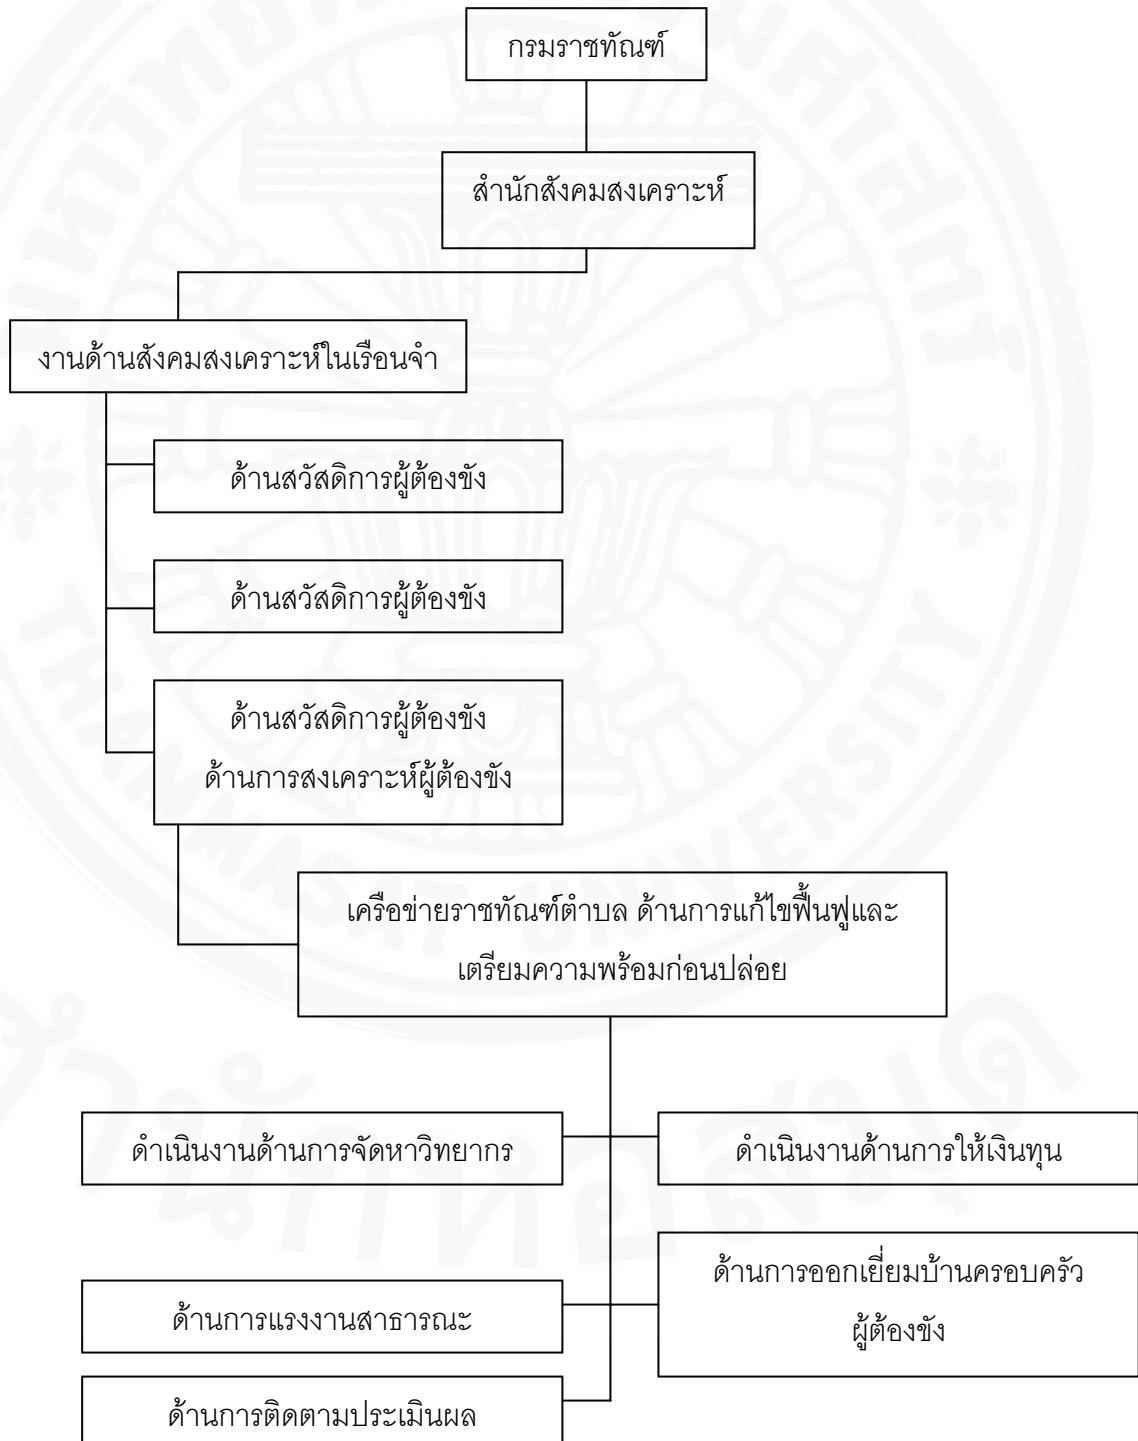 กรมราชทัณฑ์
สำนักสังคมสงเคราะห์
งานด้านสังคมสงเคราะห์ในเรือนจำ
ด้านสวัสดิการผู้ต้องขัง
ด้านสวัสดิการผู้ต้องขัง
ด้านสวัสดิการผู้ต้องขัง
ด้านการสงเคราะห์ผู้ต้องขัง
เครือข่ายราชทัณฑ์ตำบล ด้านการแก้ไขฟื้นฟูและ
เตรียมความพร้อมก่อนปล่อย
ดำเนินงานด้านการจัดหาวิทยากร
ดำเนินงานด้านการให้เงินทุน
ด้านการออกเยี่ยมบ้านครอบครัว
ผู้ต้องขัง
ด้านการแรงงานสาธารณะ
ด้านการติดตามประเมินผล
THAMMASAT UNIVERSITY
สำนักหอสมุด